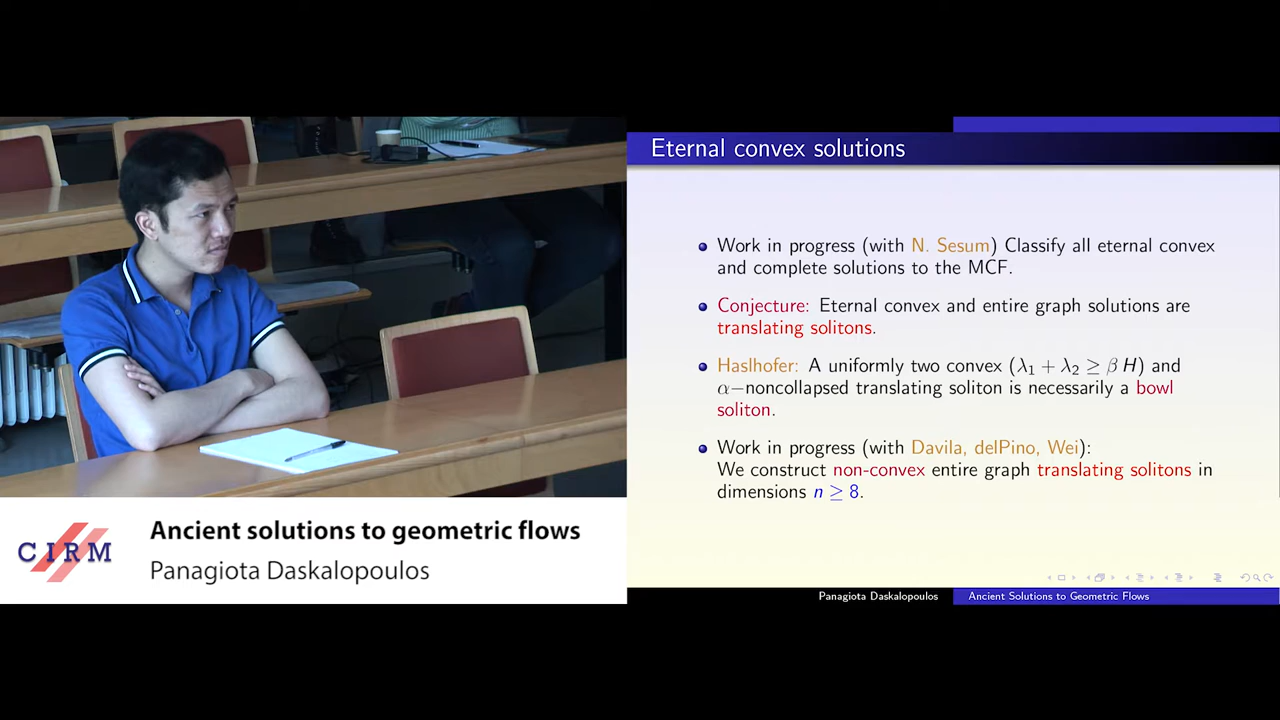 Eternal convex solutions
Work in progress (with N. Sesum) Classify all eternal convex
and complete solutions to the MCF.
Conjecture: Eternal convex and entire graph solutions are
translating solitons.
Haslhofer: A uniformly two convex (λ₁ + λ₂ ≥ β H) and
α−noncollapsed translating soliton is necessarily a bowl
soliton.
Work in progress (with Davila, delPino, Wei):
We construct non-convex entire graph translating solitons in
dimensions n ≥ 8.
Panagiota Daskalopoulos
Ancient Solutions to Geometric Flows
CIRM
Ancient solutions to geometric flows
Panagiota Daskalopoulos